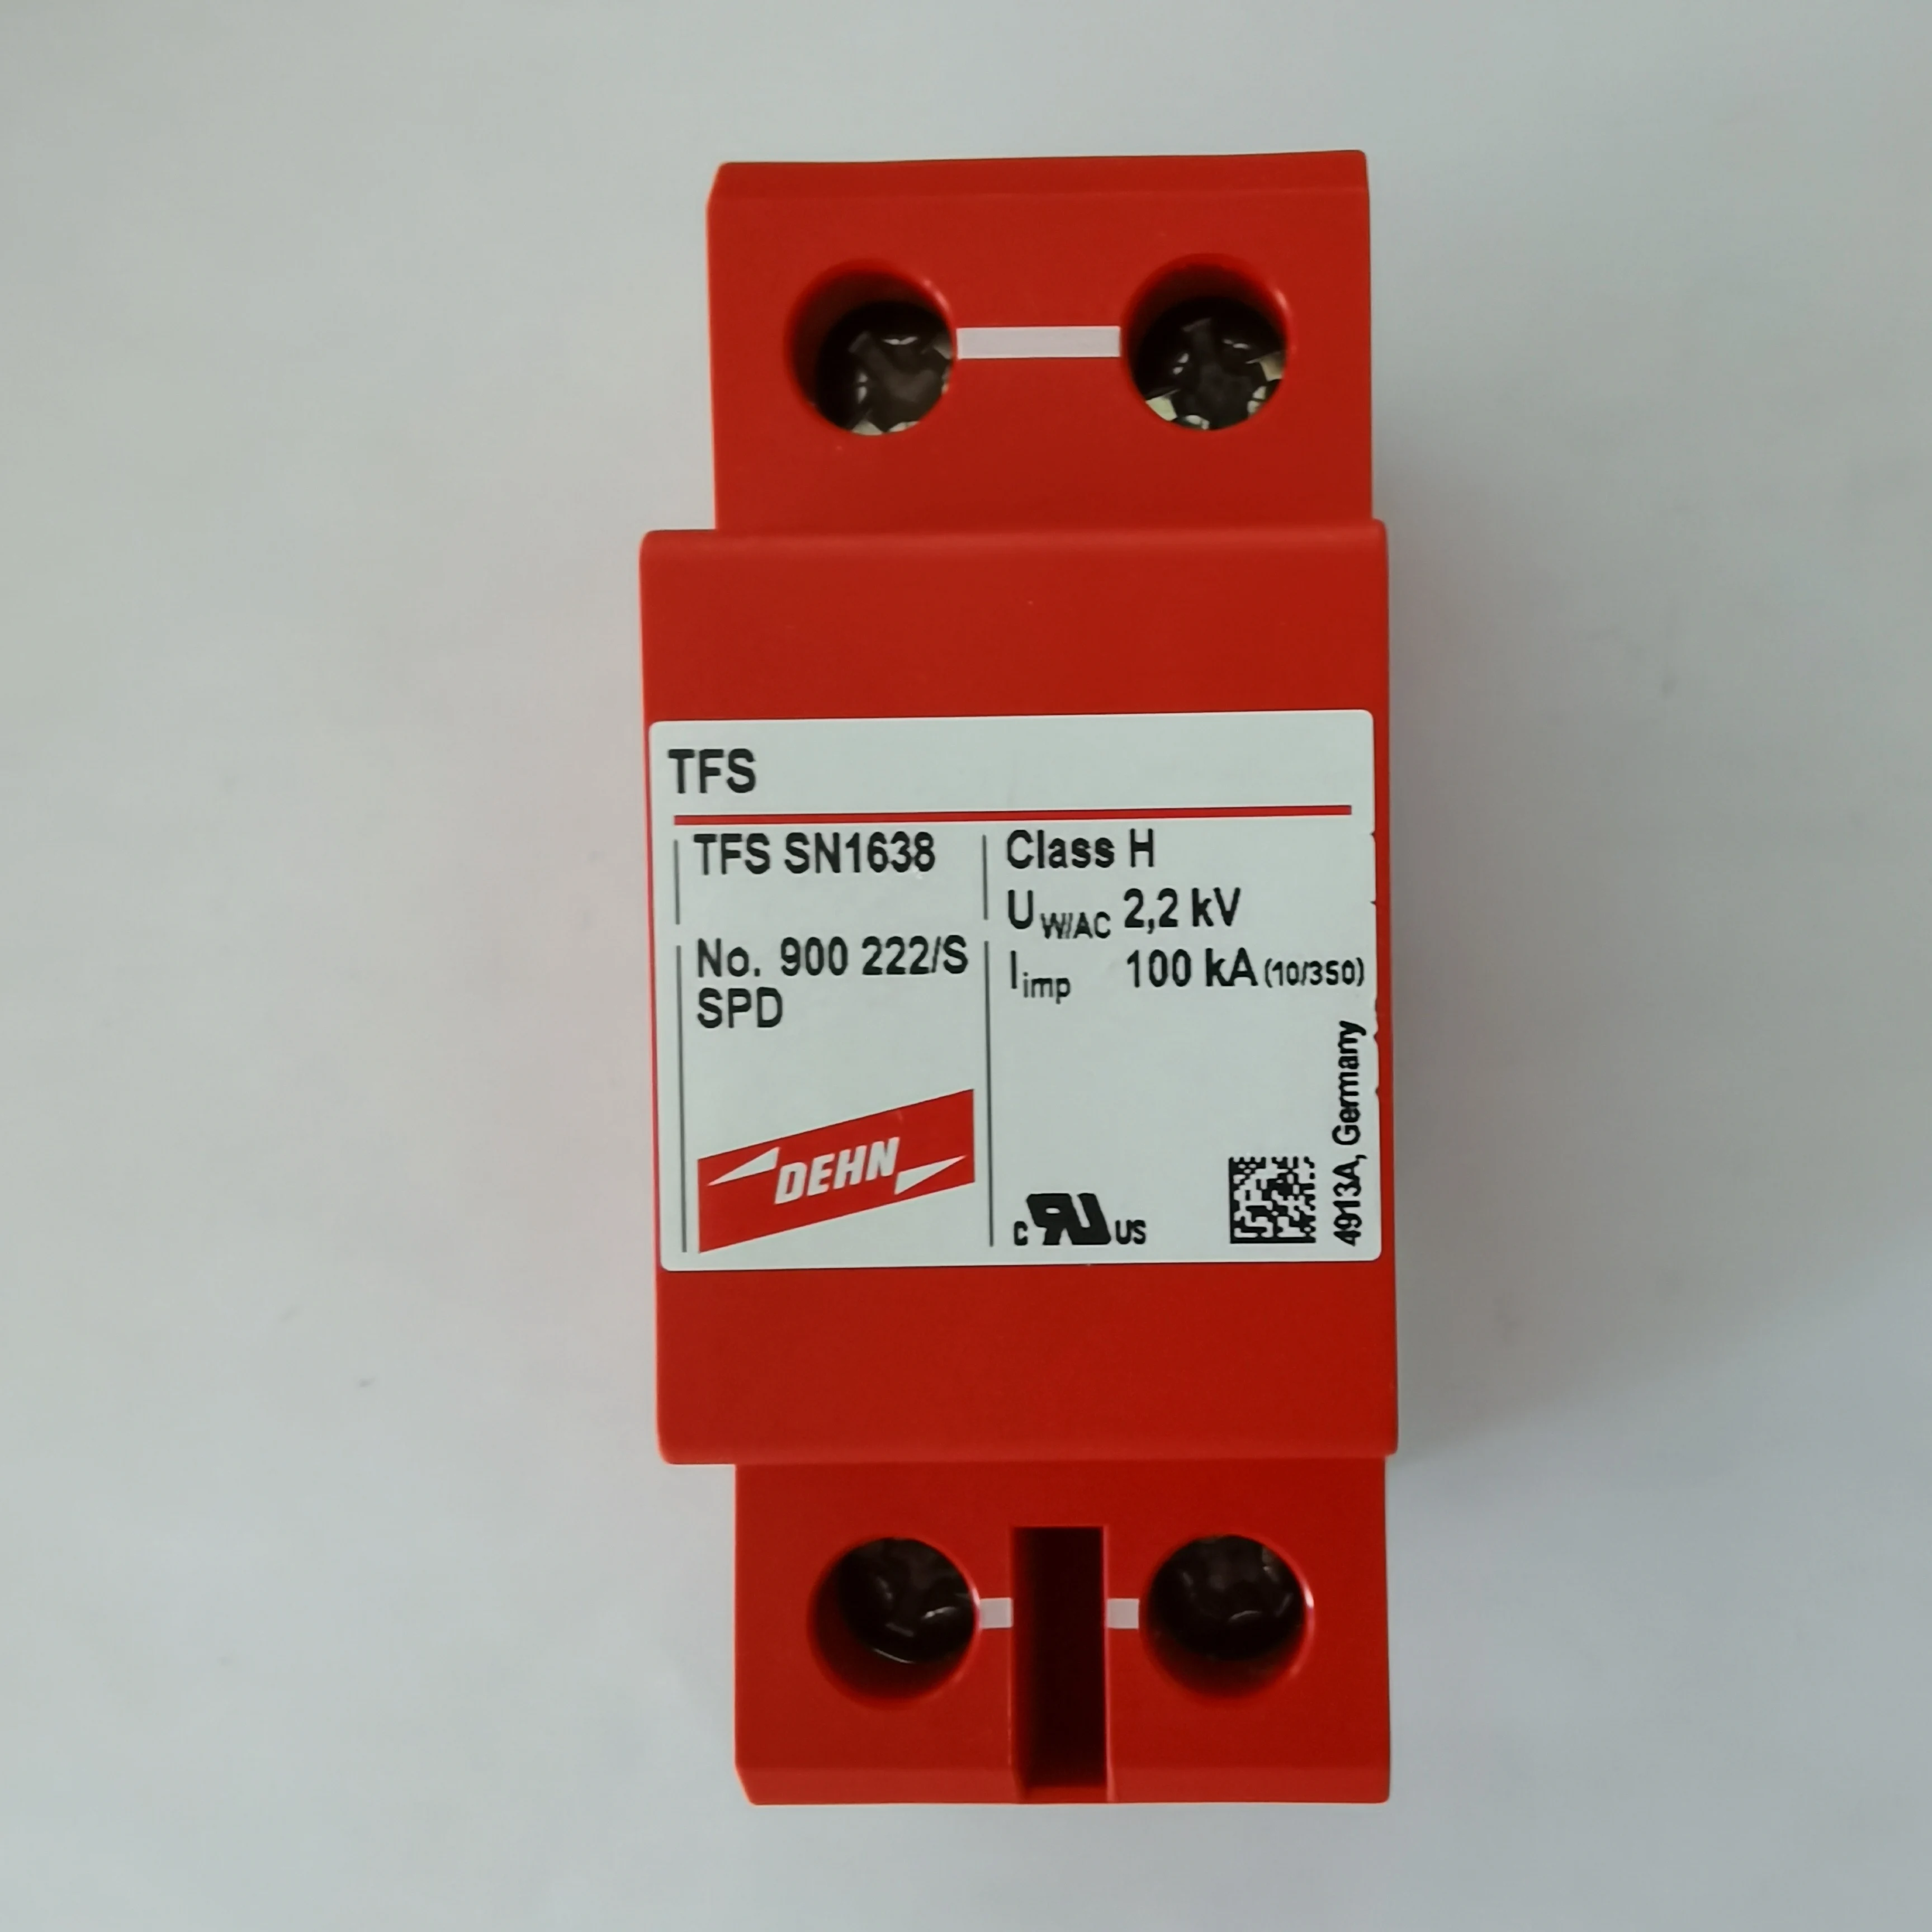 TFS
TFS SN1638
No. 900 222/S
SPD
DEHN
Class H
UW/AC 2,2 kV
Iimp 100 kA (10/350)
c RU US
4913A, Germany